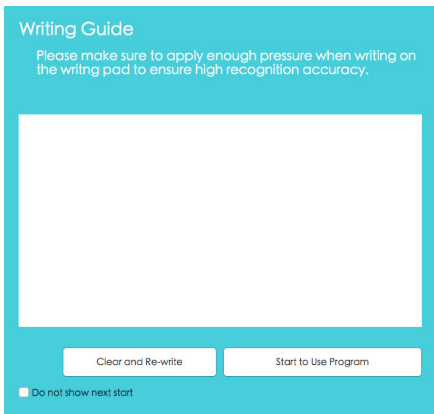 Writing Guide
Please make sure to apply enough pressure when writing on
the writng pad to ensure high recognition accuracy.
Clear and Re-write
Start to Use Program
Do not show next start